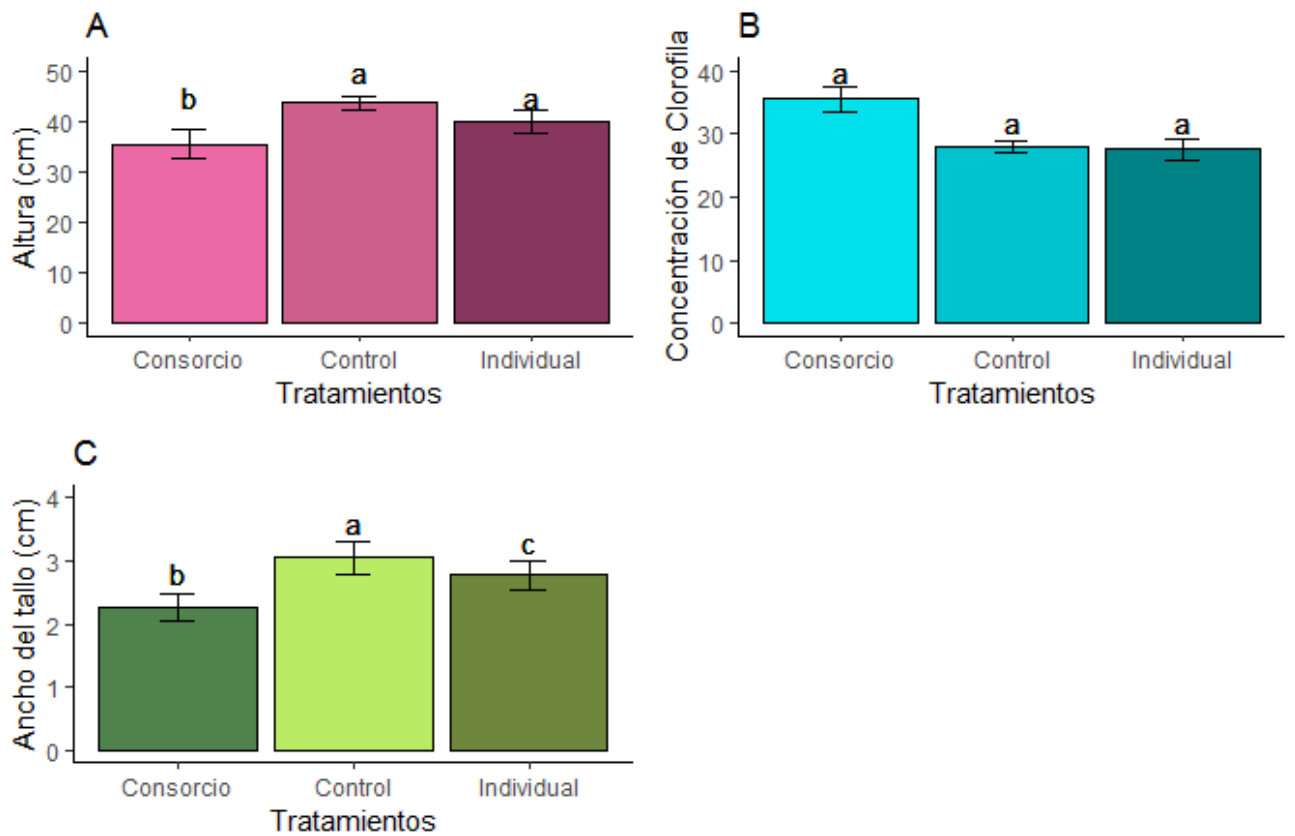 A
Altura (cm)
50
40
30
20
10
0
b
a
a
Consorcio Control Individual
Tratamientos
B
Concentración de Clorofila
40
30
20
10
0
a
a
a
Consorcio Control Individual
Tratamientos
C
Ancho del tallo (cm)
4
3
2
1
0
b
a
c
Consorcio Control Individual
Tratamientos